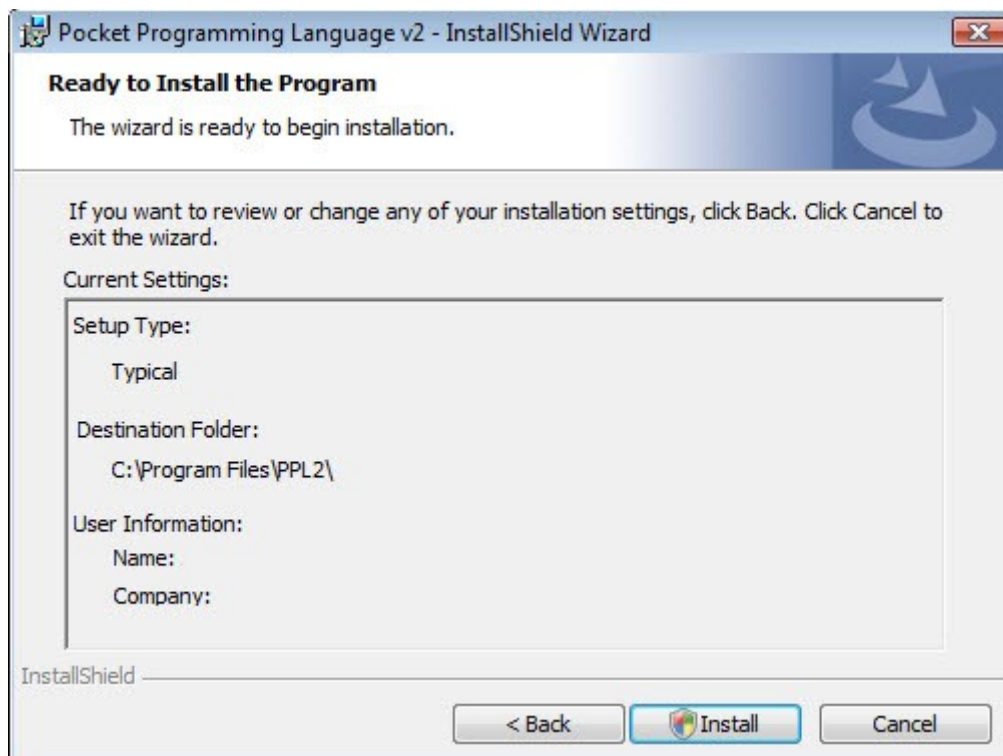 Pocket Programming Language v2 - InstallShield Wizard
Ready to Install the Program
The wizard is ready to begin installation.
If you want to review or change any of your installation settings, click Back. Click Cancel to
exit the wizard.
Current Settings:
Setup Type:
Typical
Destination Folder:
C:\Program Files\PPL2\
User Information:
Name:
Company:
InstallShield
< Back
Install
Cancel